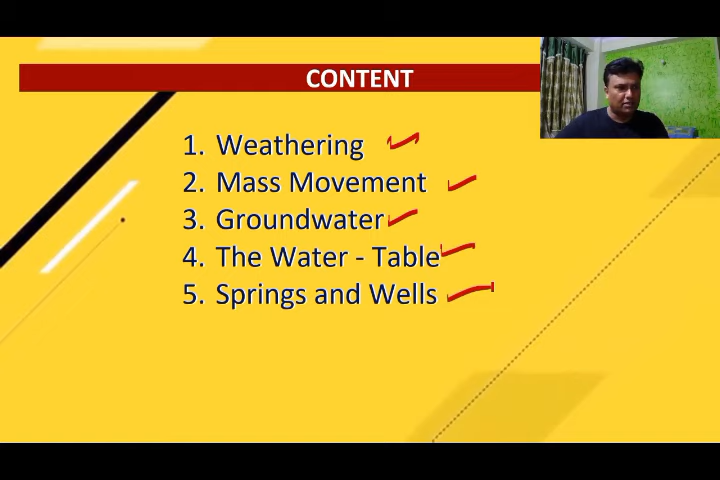 CONTENT
1. Weathering
2. Mass Movement
3. Groundwater
4. The Water - Table
5. Springs and Wells